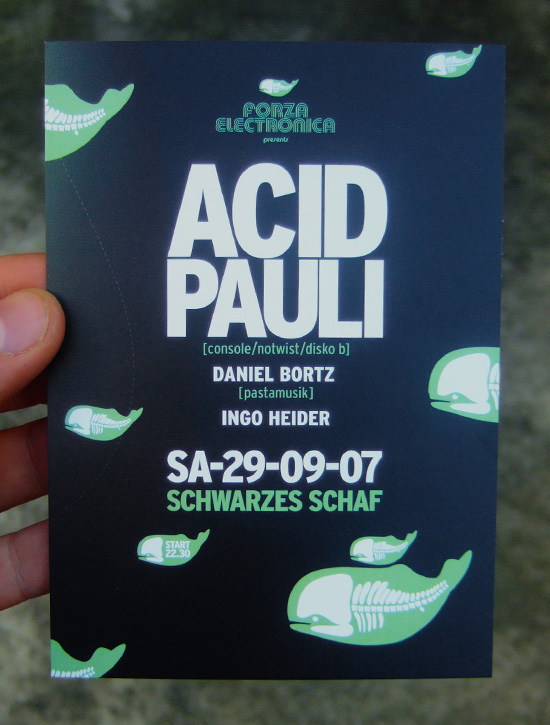 FORZA
ELECTRONICA
presents
ACID
PAULI
[console/notwist/disko b]
DANIEL BORTZ
[pastamusik]
INGO HEIDER
SA-29-09-07
SCHWARZES SCHAF
START
22.30